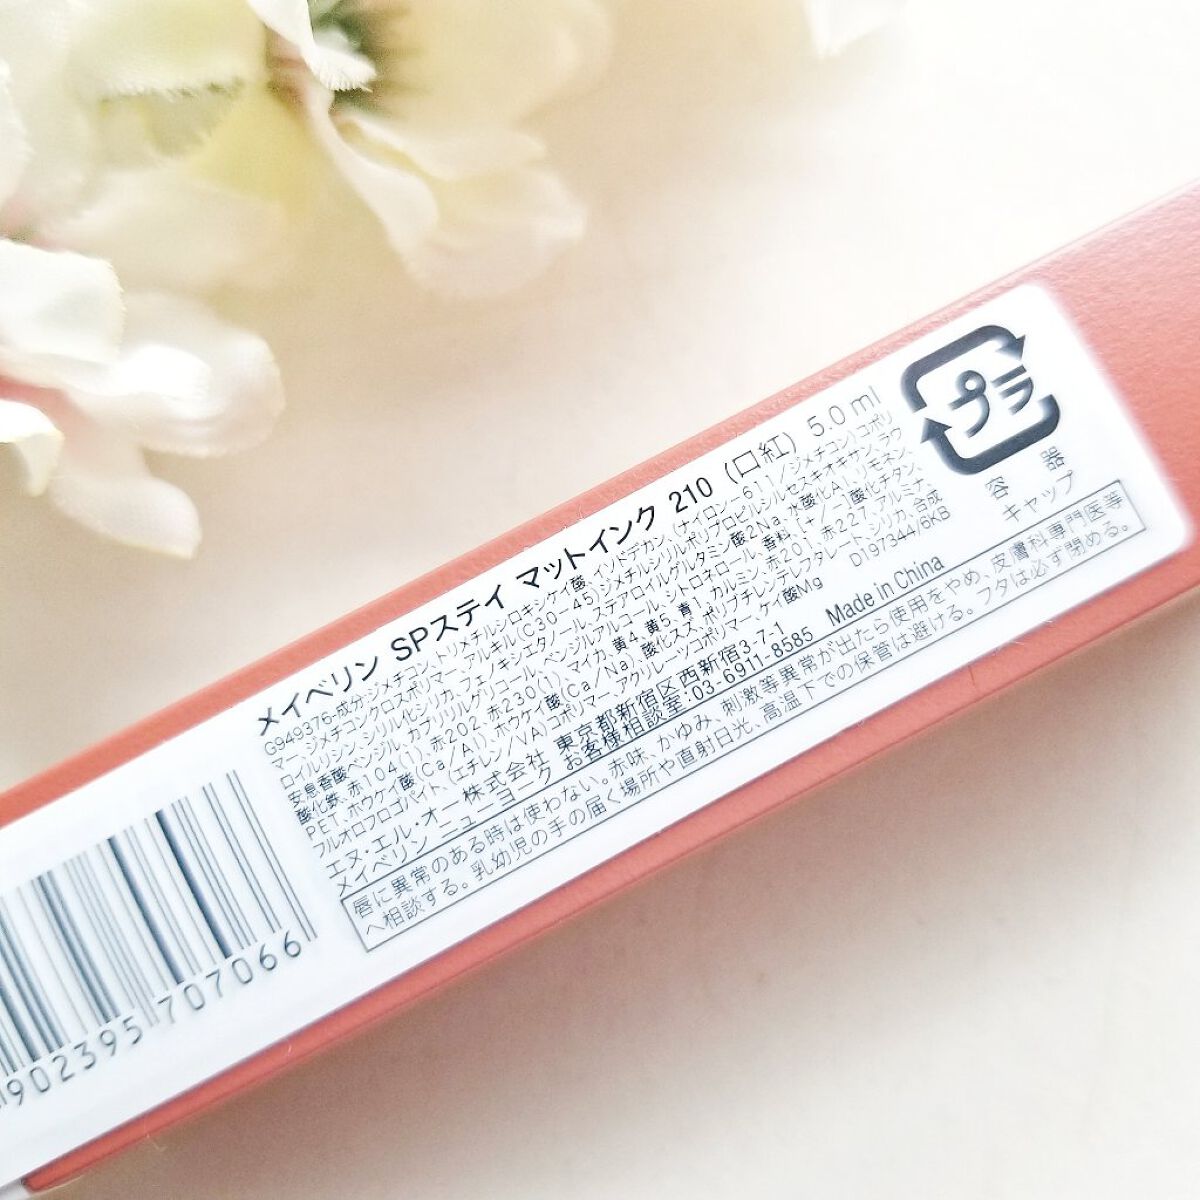 メイベリン SPステイ マットインク 210 (口紅) 5.0 ml
G949376-成分:ジメチコン、トリメチルシロキシケイ酸、イソドデカン、(ナイロン-611/ジメチコン)コポリ
マー、ジメチコンクロスポリマー、アルキル(C30-45)ジメチルシリルポリプロピルシルセスキオキサン、ラウ
ロイルリシン、シリル化シリカ、フェノキシエタノール、ステアロイルグルタミン酸2Na、水酸化Al、リモネン、
安息香酸ベンジル、カプリリルグリコール、ベンジルアルコール、シトロネロール、香料、[+/-]酸化チタン、
酸化鉄、赤104(1)、赤202、赤230(1)、マイカ、黄4、黄5、青1、カルミン、赤201、赤227、アルミナ、
PET、ホウケイ酸(Ca/Al)、ホウケイ酸(Ca/Na)、酸化スズ、ポリブチレンテレフタレート、シリカ、合成
フルオロフロゴパイト、(エチレン/VA)コポリマー、アクリレーツコポリマー、ケイ酸Mg D197344/6KB
エヌ・エル・オー株式会社 東京都新宿区西新宿3-7-1
メイベリン ニューヨーク お客様相談室:03-6911-8585 Made in China
唇に異常のある時は使わない。赤味、かゆみ、刺激等異常が出たら使用をやめ、皮膚科専門医等
へ相談する。乳幼児の手の届く場所や直射日光、高温下での保管は避ける。フタは必ず閉める。
プラ
容器
キャップ
902395 707066